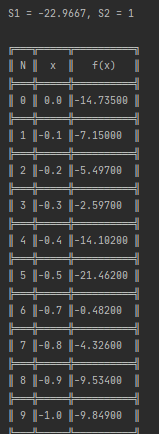 S1 = -22.9667, S2 = 1
N x f(x)
0 0.0 -14.73500
1 -0.1 -7.15000
2 -0.2 -5.49700
3 -0.3 -2.59700
4 -0.4 -14.10200
5 -0.5 -21.46200
6 -0.7 -0.48200
7 -0.8 -4.32600
8 -0.9 -9.53400
9 -1.0 -9.84900